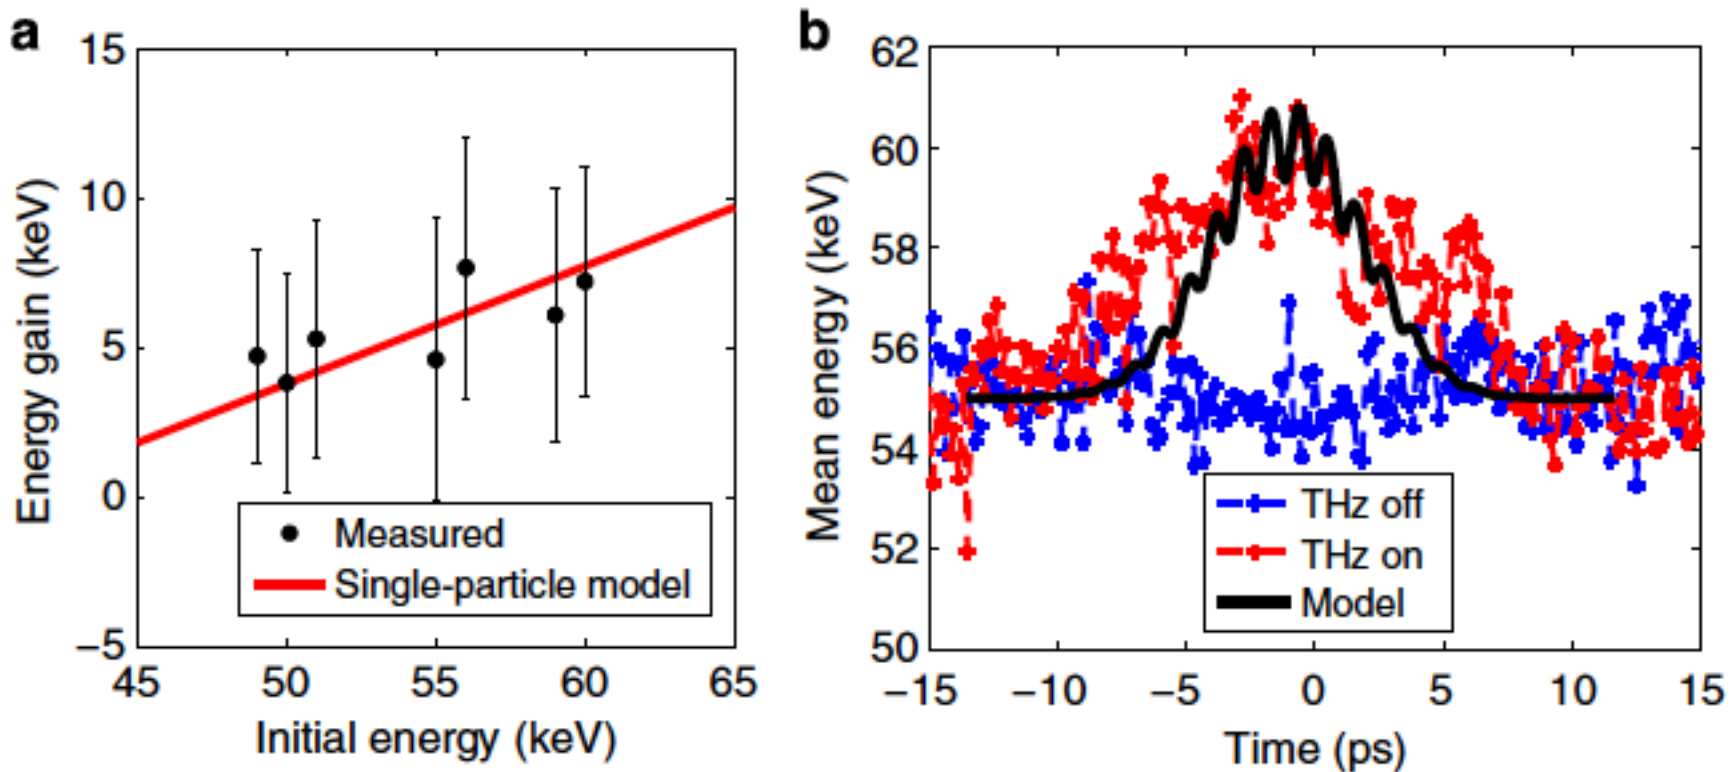 a
15
10
5
0
−5
45 50 55 60 65
Energy gain (keV)
Initial energy (keV)
Measured
Single-particle model
b
62
60
58
56
54
52
50
−15 −10 −5 0 5 10 15
Mean energy (keV)
Time (ps)
THz off
THz on
Model